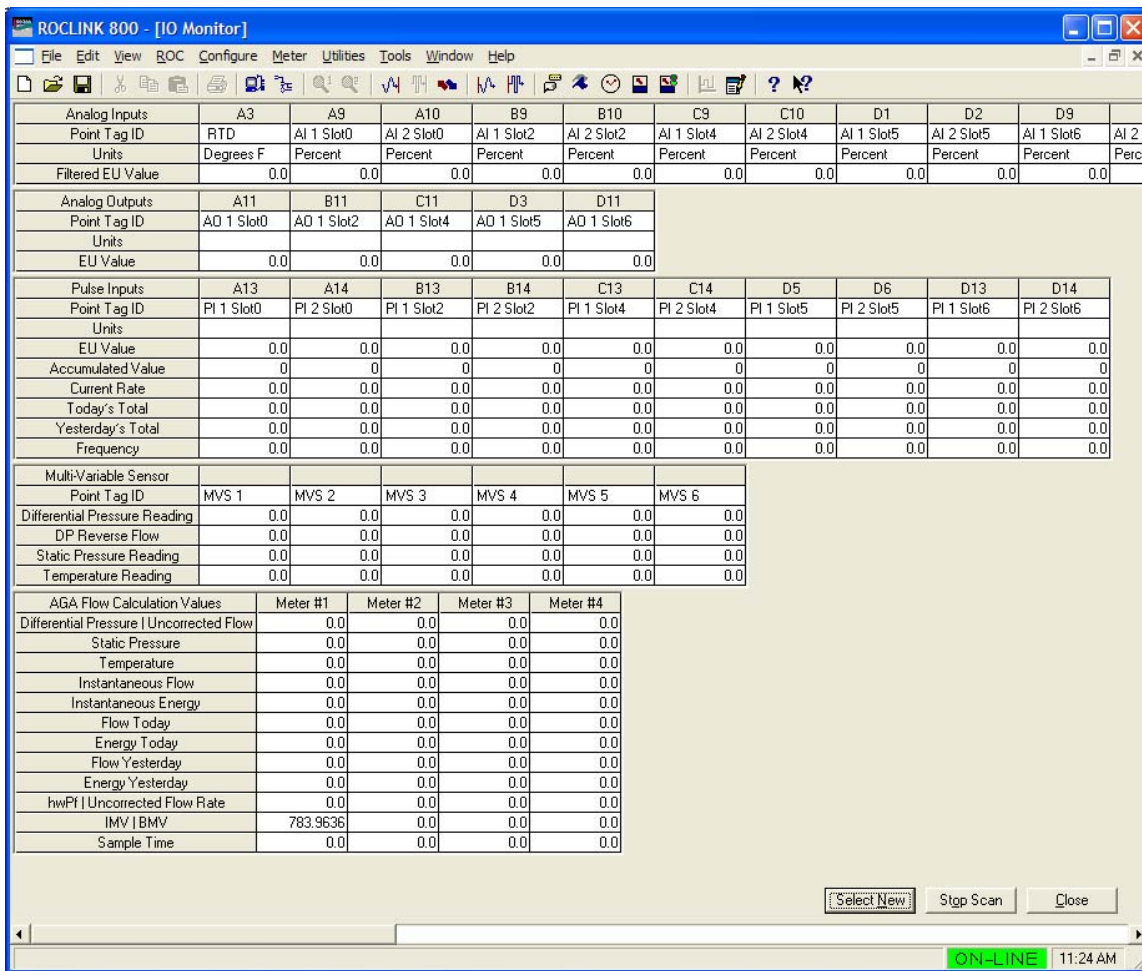 ROCLINK 800 - [IO Monitor]
File Edit View ROC Configure Meter Utilities Tools Window Help
Analog Inputs A3 A9 A10 B9 B10 C9 C10 D1 D2 D9
Point Tag ID RTD AI 1 Slot0 AI 2 Slot0 AI 1 Slot2 AI 2 Slot2 AI 1 Slot4 AI 2 Slot4 AI 1 Slot5 AI 2 Slot5 AI 1 Slot6 AI 2
Units Degrees F Percent Percent Percent Percent Percent Percent Percent Percent Percent Perc
Filtered EU Value 0.0 0.0 0.0 0.0 0.0 0.0 0.0 0.0 0.0 0.0
Analog Outputs A11 B11 C11 D3 D11
Point Tag ID AO 1 Slot0 AO 1 Slot2 AO 1 Slot4 AO 1 Slot5 AO 1 Slot6
Units
EU Value 0.0 0.0 0.0 0.0 0.0
Pulse Inputs A13 A14 B13 B14 C13 C14 D5 D6 D13 D14
Point Tag ID PI 1 Slot0 PI 2 Slot0 PI 1 Slot2 PI 2 Slot2 PI 1 Slot4 PI 2 Slot4 PI 1 Slot5 PI 2 Slot5 PI 1 Slot6 PI 2 Slot6
Units
EU Value 0.0 0.0 0.0 0.0 0.0 0.0 0.0 0.0 0.0 0.0
Accumulated Value 0 0 0 0 0 0 0 0 0 0
Current Rate 0.0 0.0 0.0 0.0 0.0 0.0 0.0 0.0 0.0 0.0
Today's Total 0.0 0.0 0.0 0.0 0.0 0.0 0.0 0.0 0.0 0.0
Yesterday's Total 0.0 0.0 0.0 0.0 0.0 0.0 0.0 0.0 0.0 0.0
Frequency 0.0 0.0 0.0 0.0 0.0 0.0 0.0 0.0 0.0 0.0
Multi-Variable Sensor
Point Tag ID MVS 1 MVS 2 MVS 3 MVS 4 MVS 5 MVS 6
Differential Pressure Reading 0.0 0.0 0.0 0.0 0.0 0.0
DP Reverse Flow 0.0 0.0 0.0 0.0 0.0 0.0
Static Pressure Reading 0.0 0.0 0.0 0.0 0.0 0.0
Temperature Reading 0.0 0.0 0.0 0.0 0.0 0.0
AGA Flow Calculation Values Meter #1 Meter #2 Meter #3 Meter #4
Differential Pressure | Uncorrected Flow 0.0 0.0 0.0 0.0
Static Pressure 0.0 0.0 0.0 0.0
Temperature 0.0 0.0 0.0 0.0
Instantaneous Flow 0.0 0.0 0.0 0.0
Instantaneous Energy 0.0 0.0 0.0 0.0
Flow Today 0.0 0.0 0.0 0.0
Energy Today 0.0 0.0 0.0 0.0
Flow Yesterday 0.0 0.0 0.0 0.0
Energy Yesterday 0.0 0.0 0.0 0.0
hwPf | Uncorrected Flow Rate 0.0 0.0 0.0 0.0
IMV | BMV 783.9636 0.0 0.0 0.0
Sample Time 0.0 0.0 0.0 0.0
Select New Stop Scan Close
ON-LINE 11:24 AM